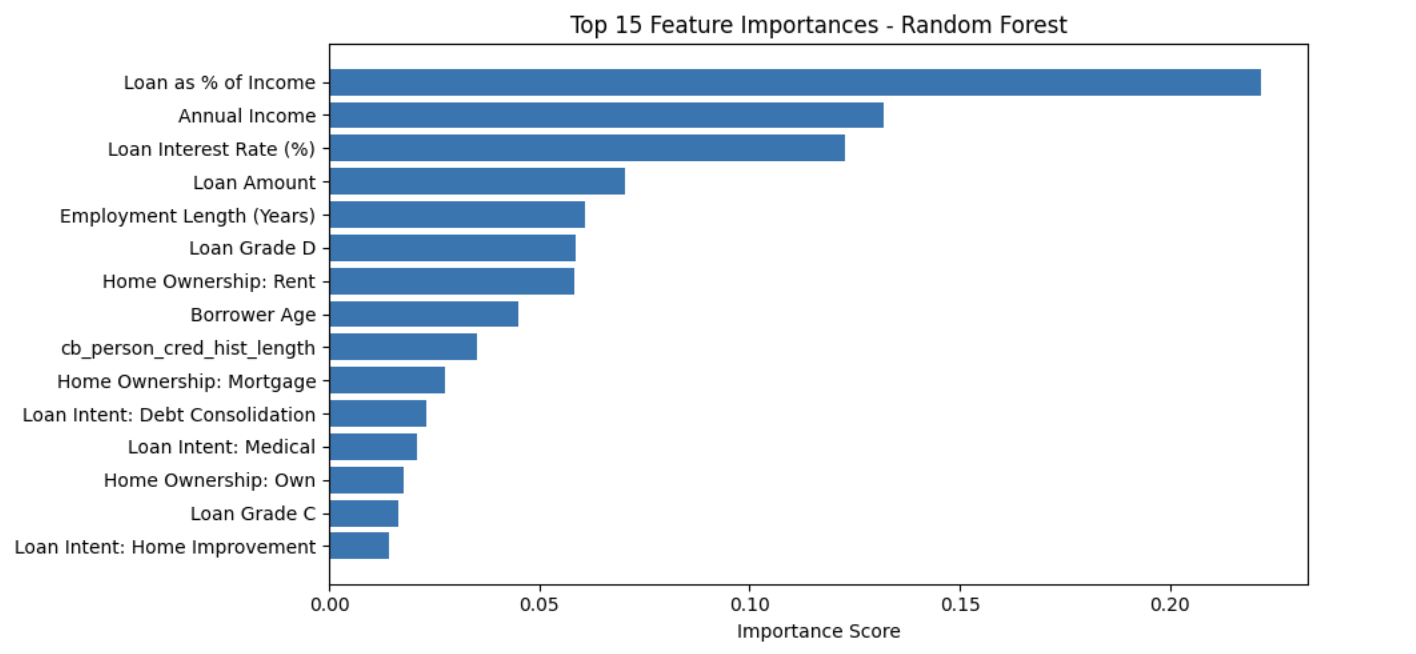 Top 15 Feature Importances - Random Forest
Loan as % of Income
Annual Income
Loan Interest Rate (%)
Loan Amount
Employment Length (Years)
Loan Grade D
Home Ownership: Rent
Borrower Age
cb_person_cred_hist_length
Home Ownership: Mortgage
Loan Intent: Debt Consolidation
Loan Intent: Medical
Home Ownership: Own
Loan Grade C
Loan Intent: Home Improvement
0.00 0.05 0.10 0.15 0.20
Importance Score